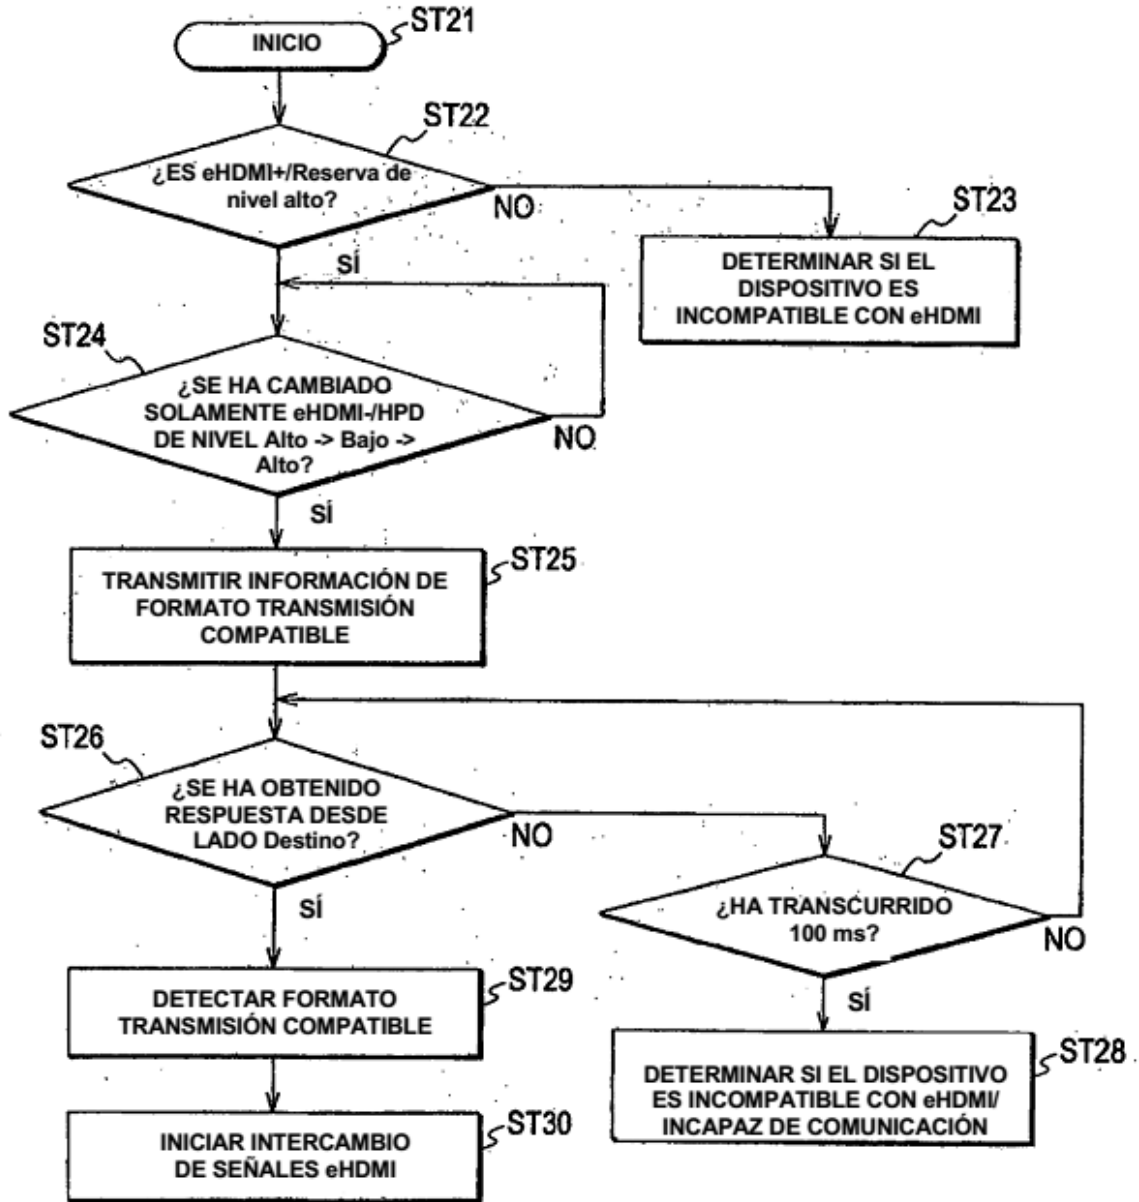 ST21
INICIO
ST22
¿ES eHDMI+/Reserva de
nivel alto?
NO
SÍ
ST23
DETERMINAR SI EL
DISPOSITIVO ES
INCOMPATIBLE CON eHDMI
ST24
¿SE HA CAMBIADO
SOLAMENTE eHDMI-/HPD
DE NIVEL Alto -> Bajo ->
Alto?
NO
SÍ
ST25
TRANSMITIR INFORMACIÓN DE
FORMATO TRANSMISIÓN
COMPATIBLE
ST26
¿SE HA OBTENIDO
RESPUESTA DESDE
LADO Destino?
NO
SÍ
ST27
¿HA TRANSCURRIDO
100 ms?
NO
SÍ
ST29
DETECTAR FORMATO
TRANSMISIÓN COMPATIBLE
ST28
DETERMINAR SI EL DISPOSITIVO
ES INCOMPATIBLE CON eHDMI/
INCAPAZ DE COMUNICACIÓN
ST30
INICIAR INTERCAMBIO
DE SEÑALES eHDMI